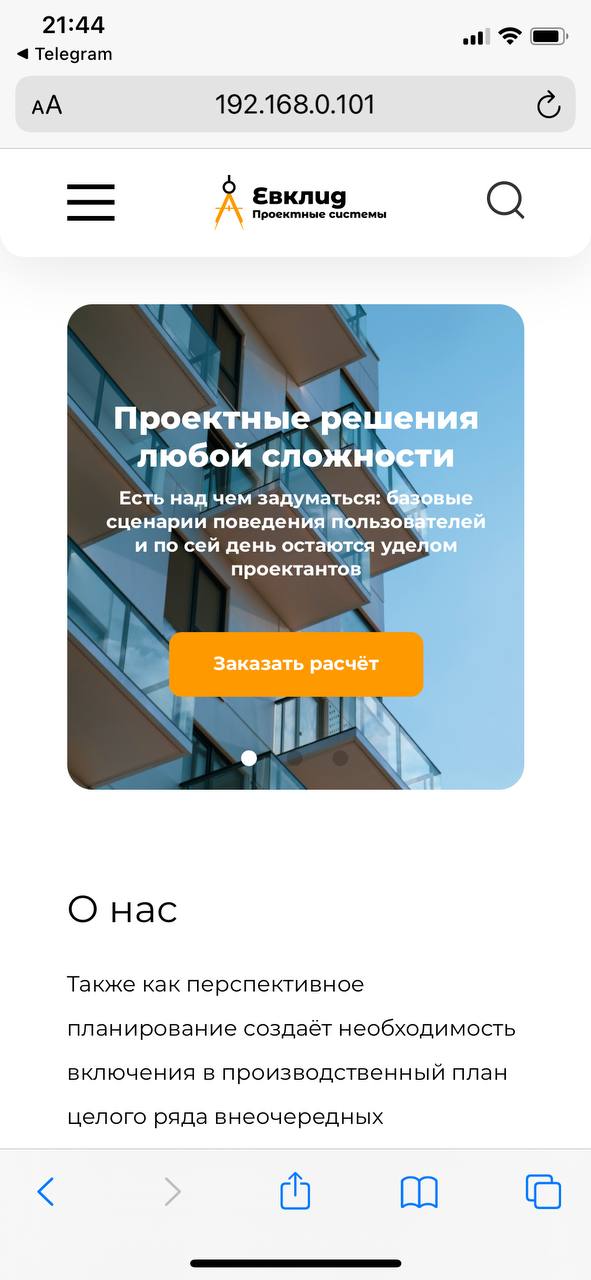 21:44
◀ Telegram
AA 192.168.0.101
Евклид
Проектные системы
Проектные решения
любой сложности
Есть над чем задуматься: базовые
сценарии поведения пользователей
и по сей день остаются уделом
проектантов
Заказать расчёт
О нас
Также как перспективное
планирование создаёт необходимость
включения в производственный план
целого ряда внеочередных